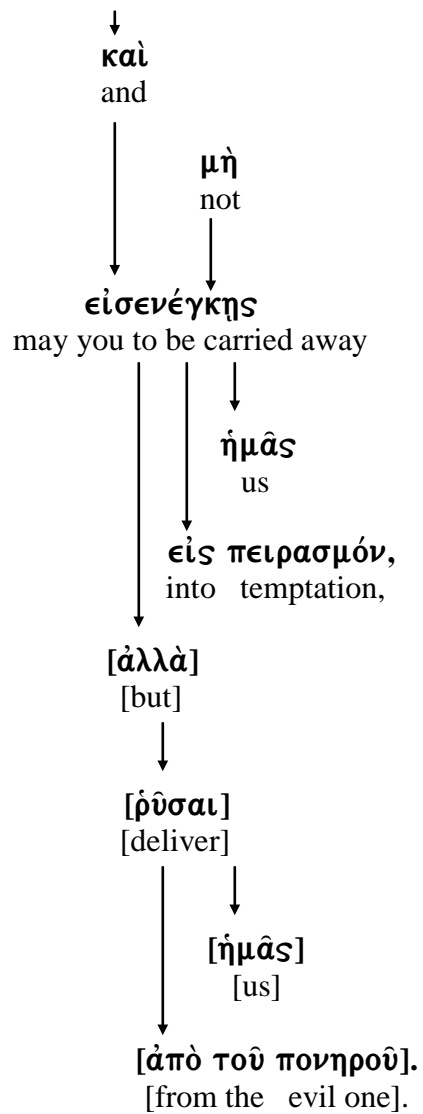 καὶ
and
μὴ
not
εἰσενέγκῃς
may you to be carried away
ἡμᾶς
us
εἰς πειρασμόν,
into temptation,
[ἀλλὰ]
[but]
[ῥῦσαι]
[deliver]
[ἡμᾶς]
[us]
[ἀπὸ τοῦ πονηροῦ].
[from the evil one].